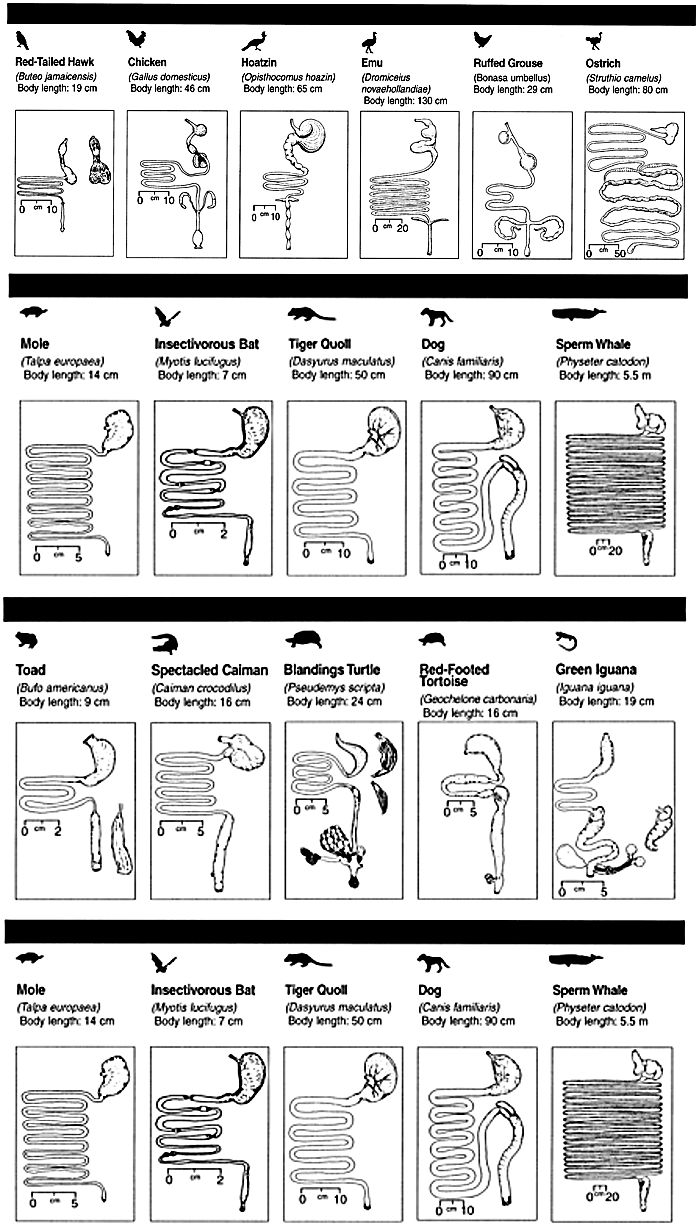 Red-Tailed Hawk
(Buteo jamaicensis)
Body length: 19 cm
0 cm 10
Chicken
(Gallus domesticus)
Body length: 46 cm
0 cm 10
Hoatzin
(Opisthocomus hoazin)
Body length: 65 cm
0 cm 10
Emu
(Dromiceius
novaehollandiae)
Body length: 130 cm
0 cm 20
Ruffed Grouse
(Bonasa umbellus)
Body length: 29 cm
0 cm 10
Ostrich
(Struthio camelus)
Body length: 80 cm
0 cm 50
Mole
(Talpa europaea)
Body length: 14 cm
0 cm 5
Insectivorous Bat
(Myotis lucifugus)
Body length: 7 cm
0 cm 2
Tiger Quoll
(Dasyurus maculatus)
Body length: 50 cm
0 cm 10
Dog
(Canis familiaris)
Body length: 90 cm
0 cm 10
Sperm Whale
(Physeter catodon)
Body length: 5.5 m
0 cm 20
Toad
(Bufo americanus)
Body length: 9 cm
0 cm 2
Spectacled Caiman
(Caiman crocodilus)
Body length: 16 cm
0 cm 5
Blandings Turtle
(Pseudemys scripta)
Body length: 24 cm
0 cm 5
Red-Footed
Tortoise
(Geochelone carbonaria)
Body length: 16 cm
0 cm 5
Green Iguana
(Iguana iguana)
Body length: 19 cm
0 cm 5
Mole
(Talpa europaea)
Body length: 14 cm
0 cm 5
Insectivorous Bat
(Myotis lucifugus)
Body length: 7 cm
0 cm 2
Tiger Quoll
(Dasyurus maculatus)
Body length: 50 cm
0 cm 10
Dog
(Canis familiaris)
Body length: 90 cm
0 cm 10
Sperm Whale
(Physeter catodon)
Body length: 5.5 m
0 cm 20